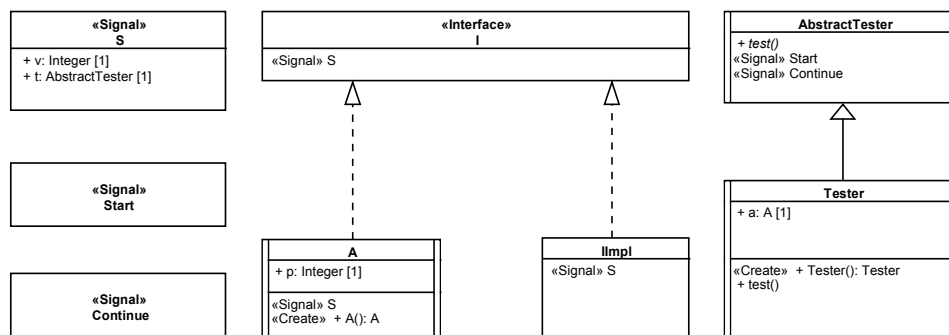 «Signal»
S
+ v: Integer [1]
+ t: AbstractTester [1]
«Interface»
I
«Signal» S
AbstractTester
+ test()
«Signal» Start
«Signal» Continue
«Signal»
Start
Tester
+ a: A [1]
«Create»  + Tester(): Tester
+ test()
A
+ p: Integer [1]
«Signal» S
«Create»  + A(): A
IImpl
«Signal» S
«Signal»
Continue